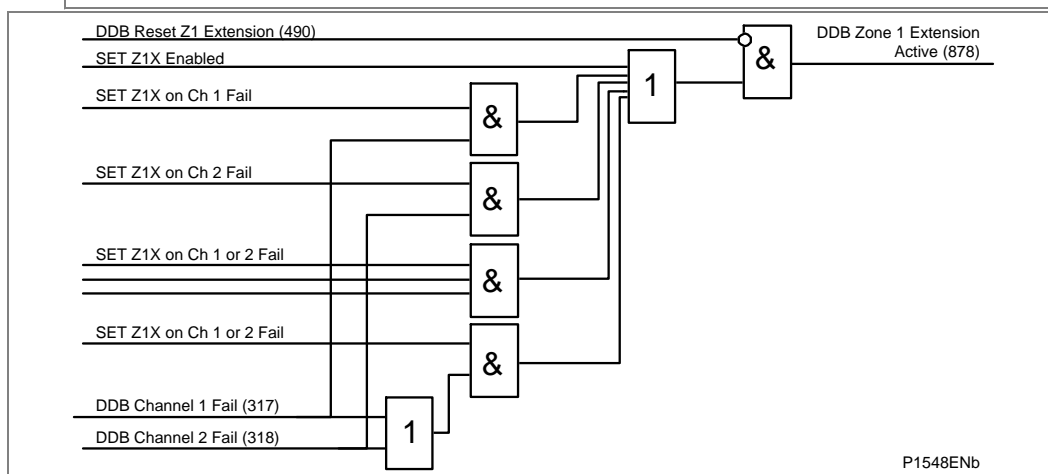 DDB Reset Z1 Extension (490)
DDB Zone 1 Extension
Active (878)
SET Z1X Enabled
&
1
SET Z1X on Ch 1 Fail
&
SET Z1X on Ch 2 Fail
&
SET Z1X on Ch 1 or 2 Fail
&
SET Z1X on Ch 1 or 2 Fail
&
DDB Channel 1 Fail (317)
1
DDB Channel 2 Fail (318)
P1548ENb